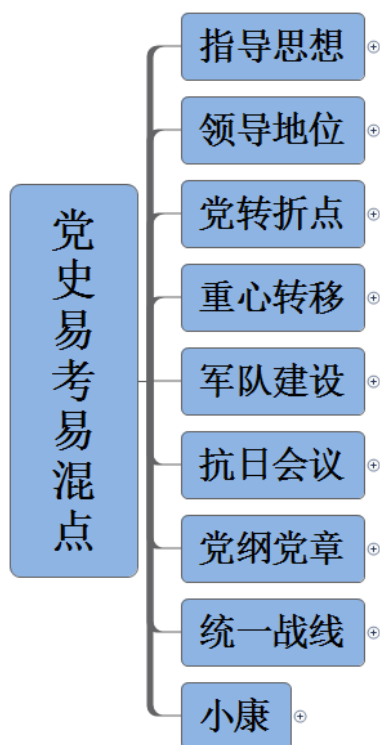 党史易考易混点
指导思想
领导地位
党转折点
重心转移
军队建设
抗日会议
党纲党章
统一战线
小康